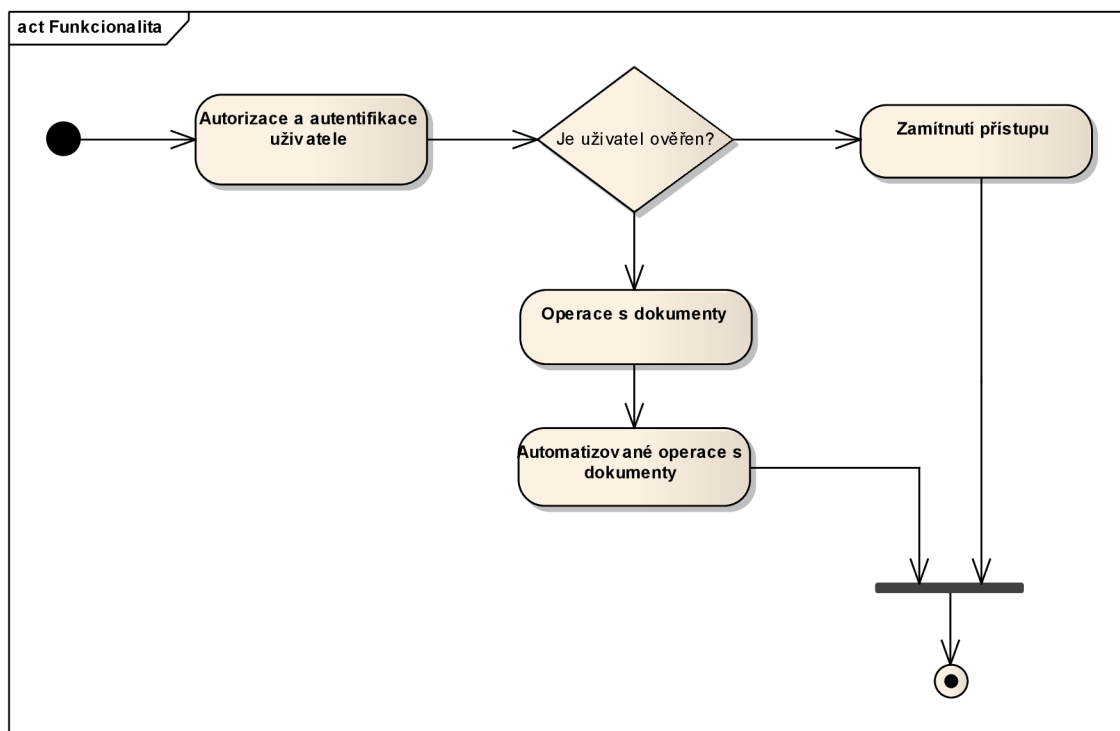 act Funkcionalita
Autorizace a autentifikace
uživatele
Je uživatel ověřen?
Zamítnutí přístupu
Operace s dokumenty
Automatizované operace s
dokumenty